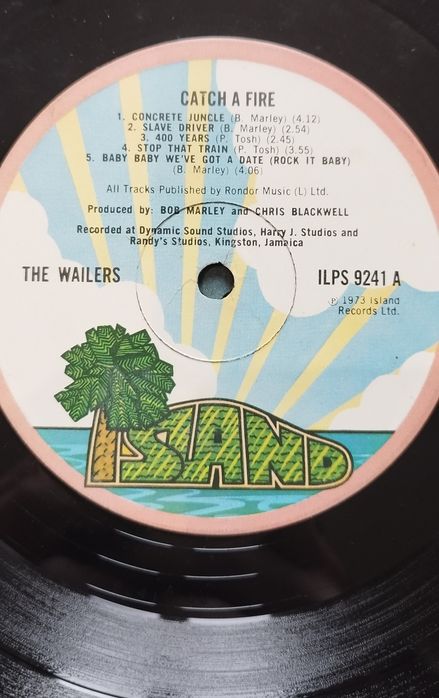 CATCH A FIRE
1. CONCRETE JUNGLE (B. Marley) (4.12)
2. SLAVE DRIVER (B. Marley) (2.54)
3. 400 YEARS (P. Tosh) (2.45)
4. STOP THAT TRAIN (P. Tosh) (3.55)
5. BABY BABY WE'VE GOT A DATE (ROCK IT BABY)
(B. Marley) (4.06)
All Tracks Published by Rondor Music (L) Ltd.
Produced by: BOB MARLEY and CHRIS BLACKWELL
Recorded at Dynamic Sound Studios, Harry J. Studios and
Randy's Studios, Kingston, Jamaica
THE WAILERS
ILPS 9241 A
℗ 1973 Island
Records Ltd.
ISLAND